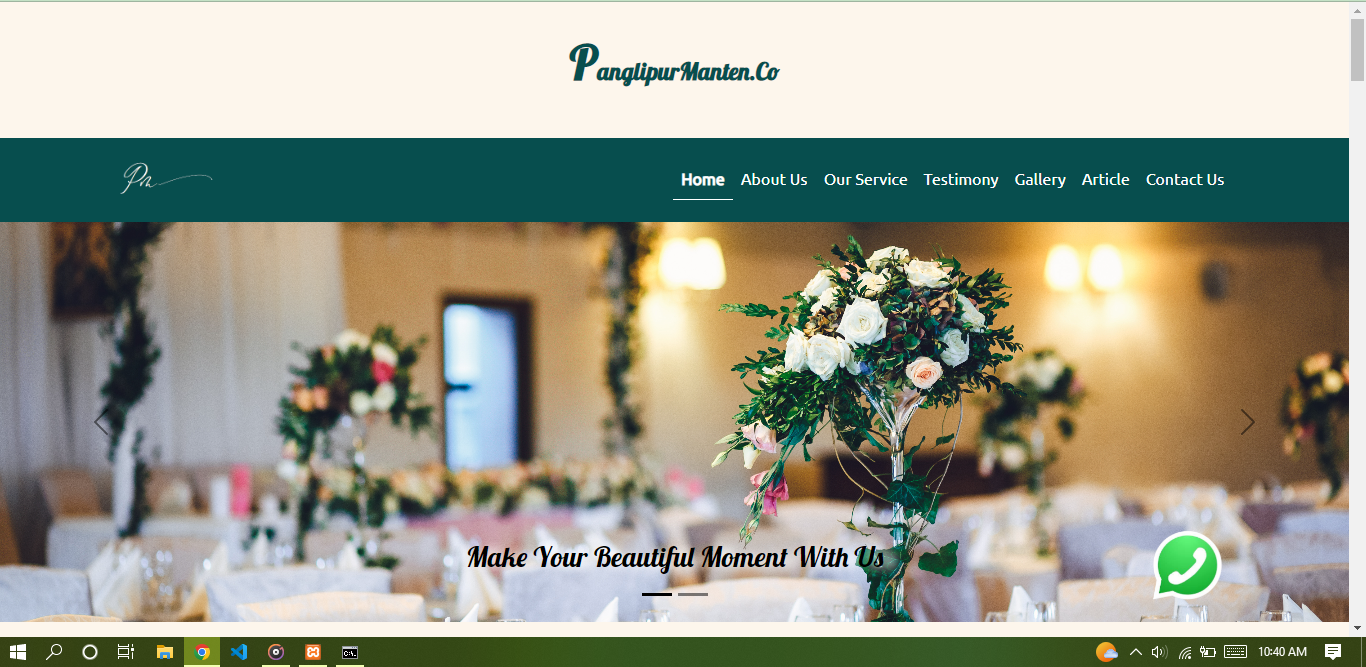 PanglipurManten.Co
Pm
Home About Us Our Service Testimony Gallery Article Contact Us
Make Your Beautiful Moment With Us
10:40 AM